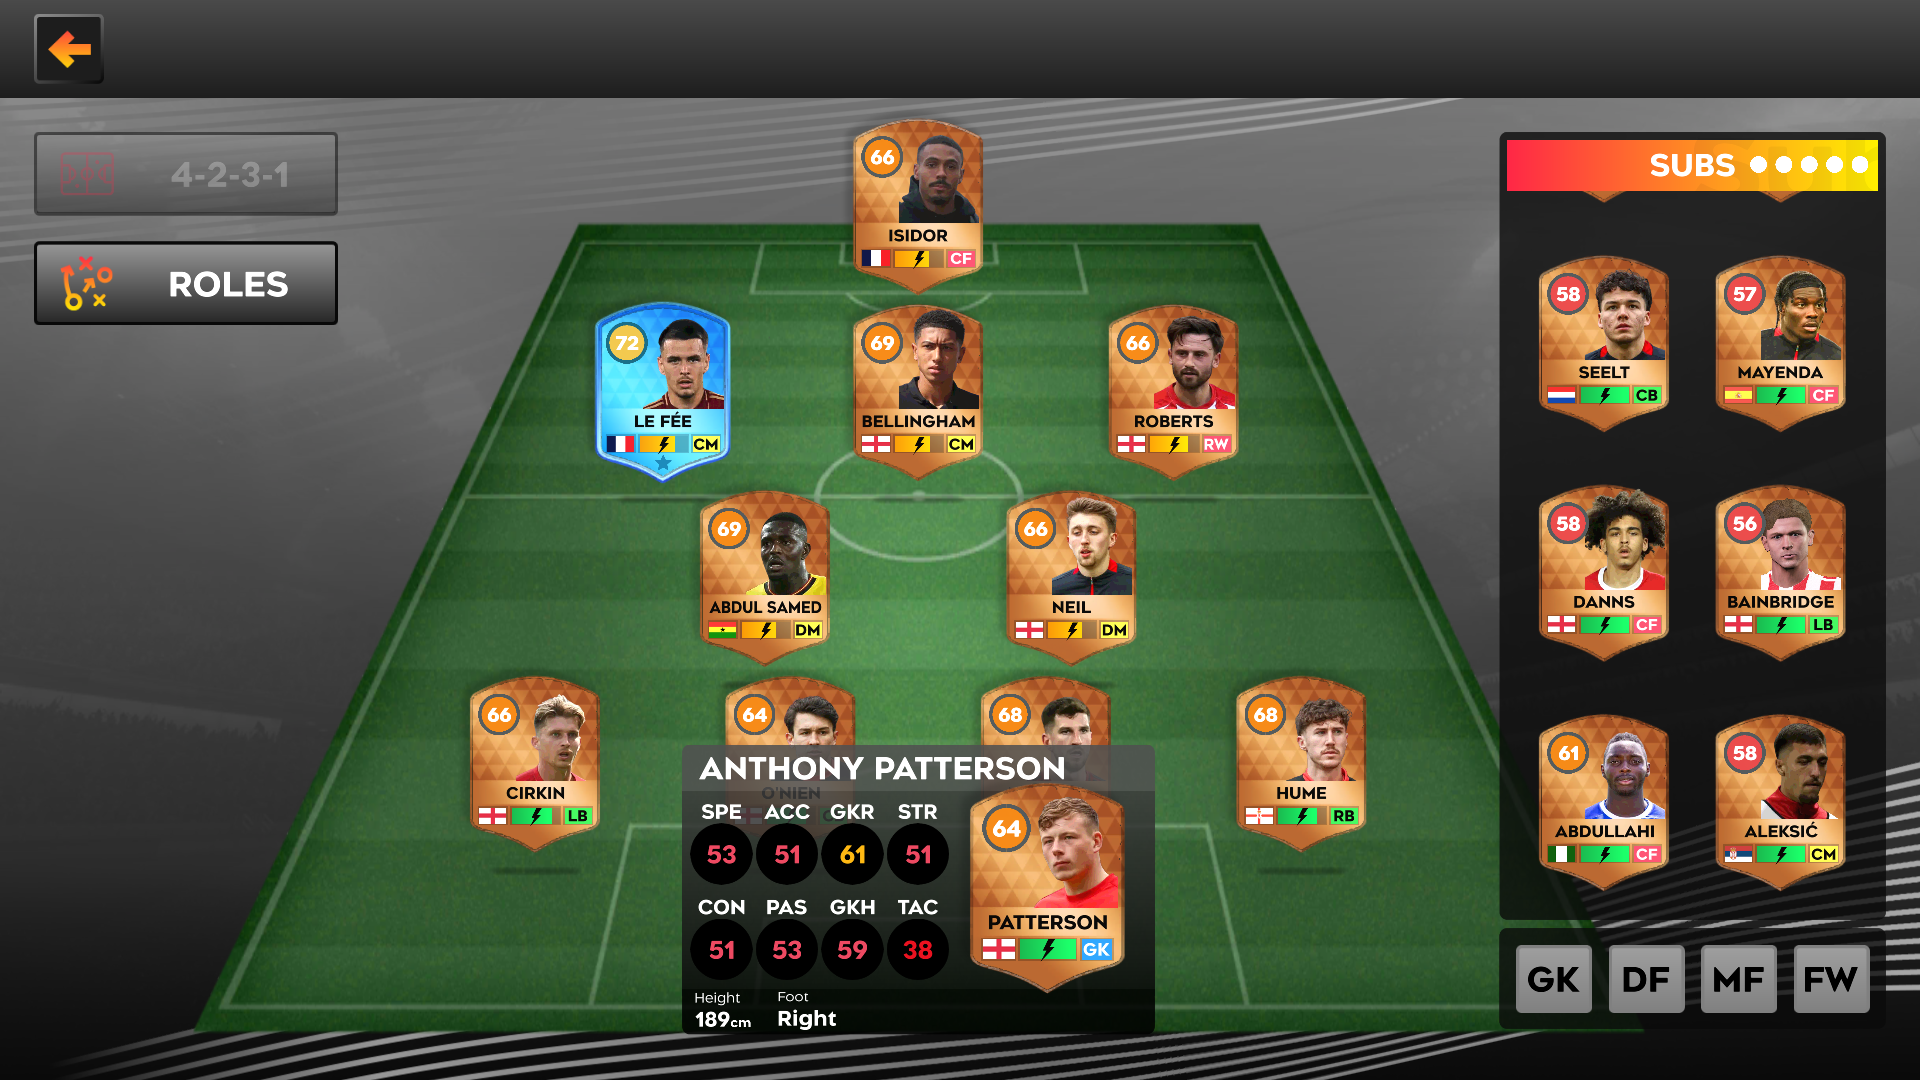 4-2-3-1
ROLES
66
ISIDOR
CF
72
LE FÉE
CM
69
BELLINGHAM
CM
66
ROBERTS
RW
69
ABDUL SAMED
DM
66
NEIL
DM
66
CIRKIN
LB
64
O'NIEN
68
68
HUME
RB
ANTHONY PATTERSON
SPE ACC GKR STR
53 51 61 51
CON PAS GKH TAC
51 53 59 38
Height Foot
189cm Right
64
PATTERSON
GK
SUBS
58
SEELT
CB
57
MAYENDA
CF
58
DANNS
CF
56
BAINBRIDGE
LB
61
ABDULLAHI
CF
58
ALEKSIĆ
CM
GK DF MF FW